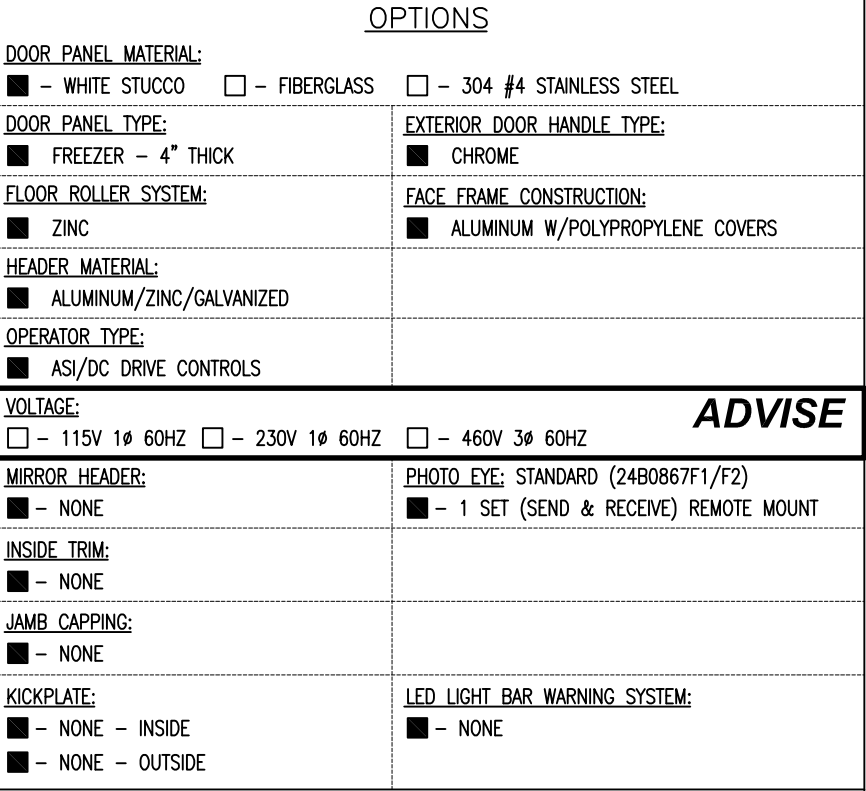 OPTIONS
DOOR PANEL MATERIAL:
■ – WHITE STUCCO □ – FIBERGLASS □ – 304 #4 STAINLESS STEEL
DOOR PANEL TYPE:
■ FREEZER – 4" THICK
EXTERIOR DOOR HANDLE TYPE:
■ CHROME
FLOOR ROLLER SYSTEM:
■ ZINC
FACE FRAME CONSTRUCTION:
■ ALUMINUM W/POLYPROPYLENE COVERS
HEADER MATERIAL:
■ ALUMINUM/ZINC/GALVANIZED
OPERATOR TYPE:
■ ASI/DC DRIVE CONTROLS
VOLTAGE:
ADVISE
□ – 115V 1ø 60HZ □ – 230V 1ø 60HZ □ – 460V 3ø 60HZ
MIRROR HEADER:
■ – NONE
PHOTO EYE: STANDARD (24B0867F1/F2)
■ – 1 SET (SEND & RECEIVE) REMOTE MOUNT
INSIDE TRIM:
■ – NONE
JAMB CAPPING:
■ – NONE
KICKPLATE:
■ – NONE – INSIDE
■ – NONE – OUTSIDE
LED LIGHT BAR WARNING SYSTEM:
■ – NONE